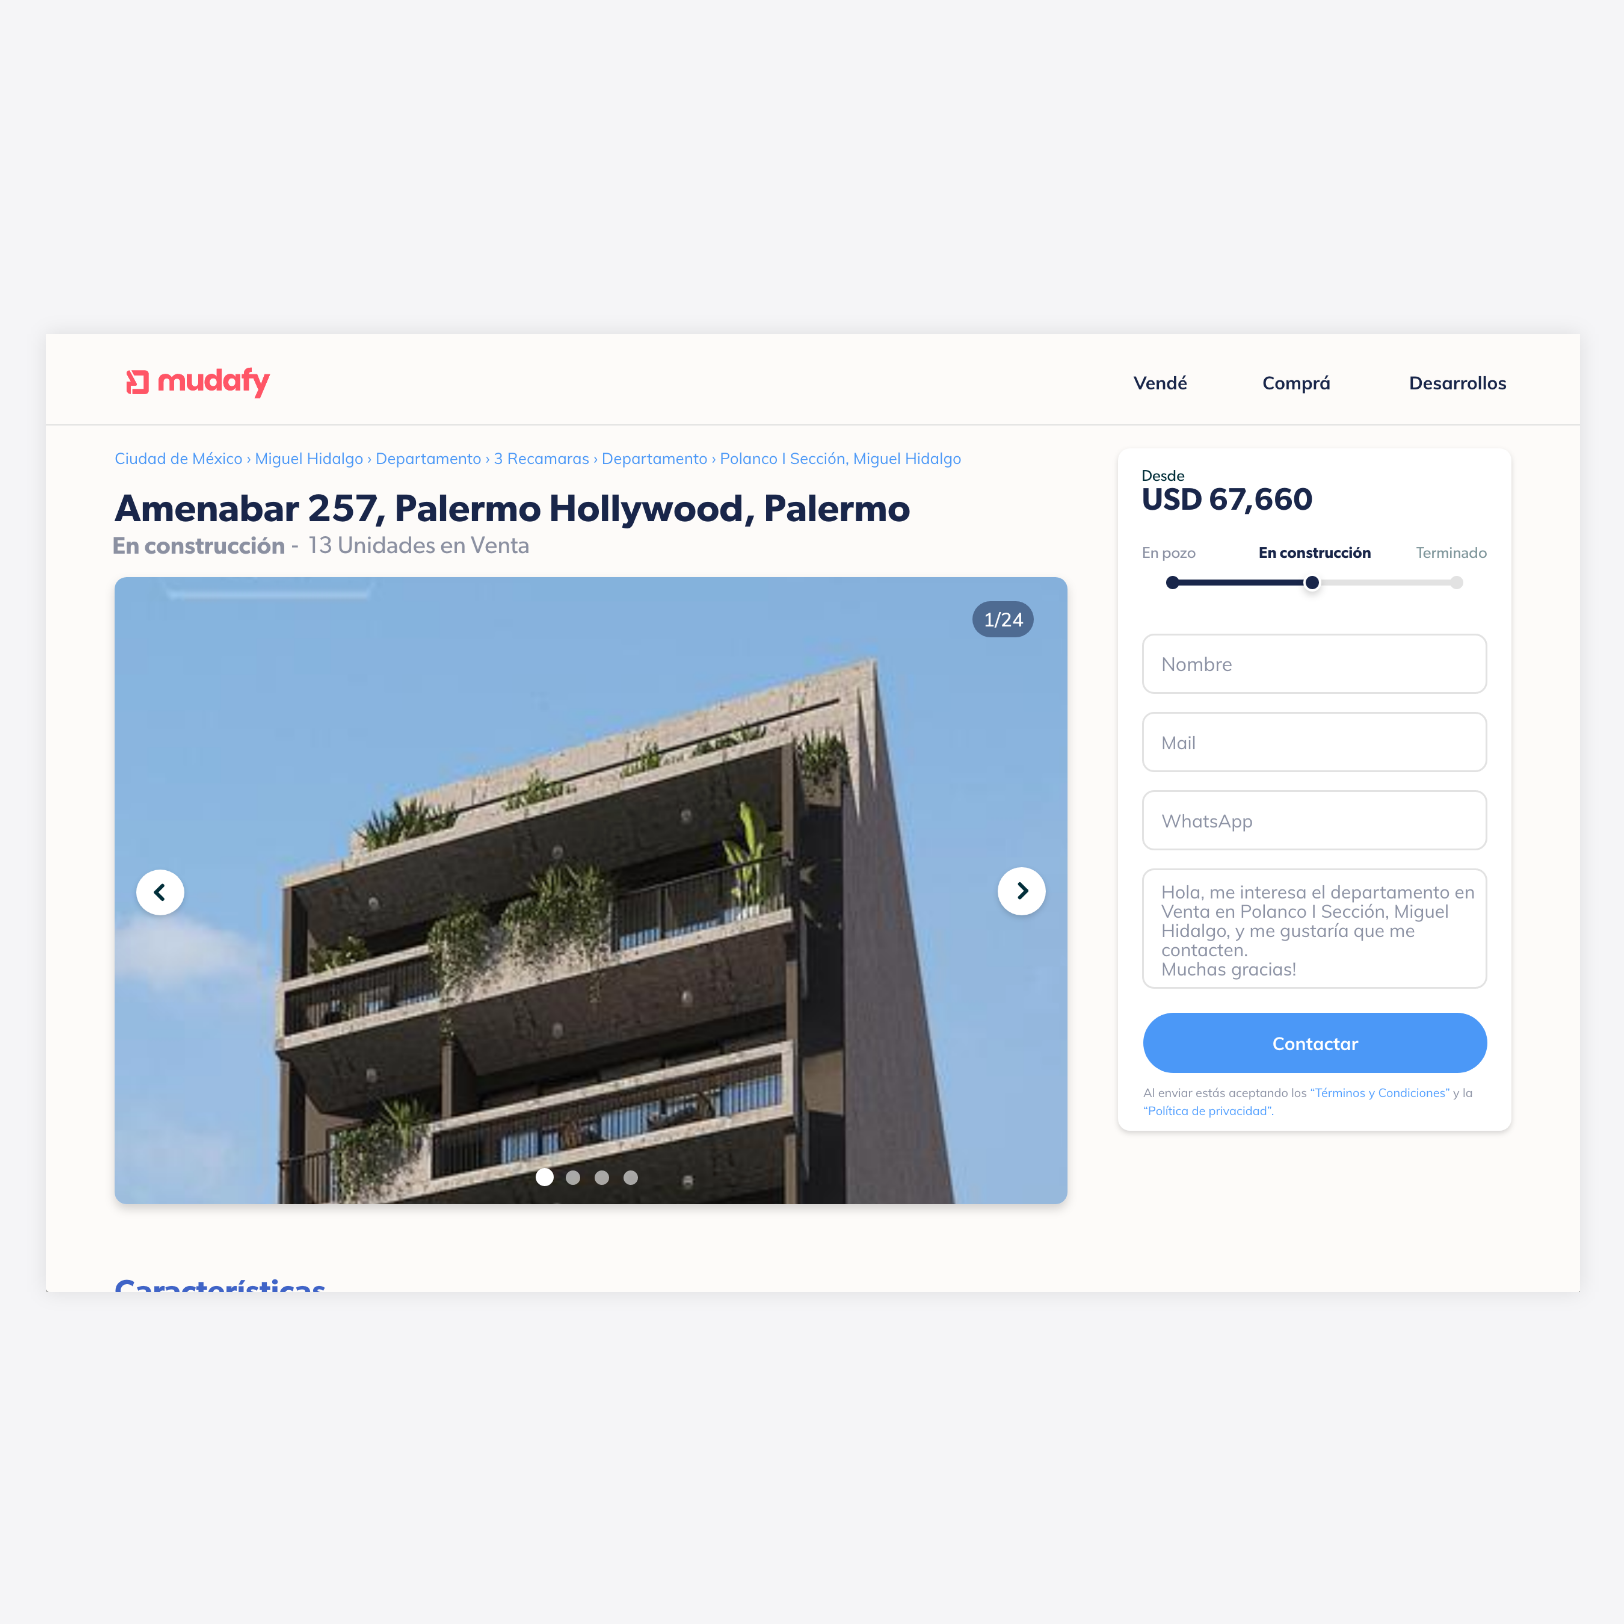 mudafy
Vendé
Comprá
Desarrollos
Ciudad de México › Miguel Hidalgo › Departamento › 3 Recamaras › Departamento › Polanco I Sección, Miguel Hidalgo
Amenabar 257, Palermo Hollywood, Palermo
En construcción - 13 Unidades en Venta
1/24
Desde
USD 67,660
En pozo
En construcción
Terminado
Nombre
Mail
WhatsApp
Hola, me interesa el departamento en
Venta en Polanco I Sección, Miguel
Hidalgo, y me gustaría que me
contacten.
Muchas gracias!
Contactar
Al enviar estás aceptando los “Términos y Condiciones” y la
“Política de privacidad”.
Características